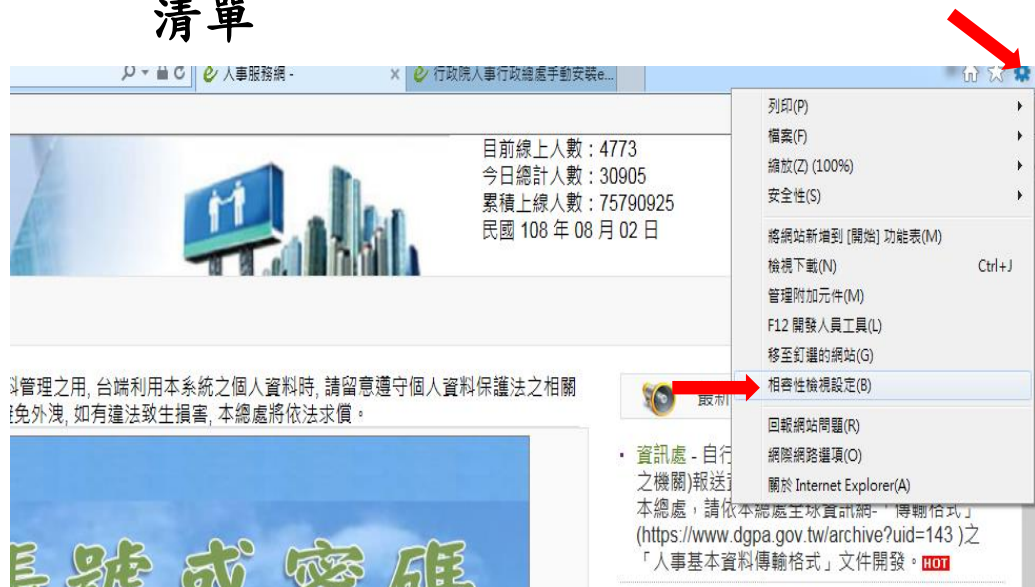 清單
人事服務網 -
行政院人事行政總處手動安裝e...
列印(P)
檔案(F)
縮放(Z) (100%)
安全性(S)
將網站新增到 [開始] 功能表(M)
檢視下載(N) Ctrl+J
管理附加元件(M)
F12 開發人員工具(L)
移至釘選的網站(G)
相容性檢視設定(B)
回報網站問題(R)
網際網路選項(O)
關於 Internet Explorer(A)
目前線上人數：4773
今日總計人數：30905
累積上線人數：75790925
民國 108 年 08 月 02 日
管理之用, 台端利用本系統之個人資料時, 請留意遵守個人資料保護法之相關
免外洩, 如有違法致生損害, 本總處將依法求償。
最新
資訊處 - 自行
之機關)報送
本總處，請依本總處全球資訊網-「傳輸格式」
(https://www.dgpa.gov.tw/archive?uid=143 )之
「人事基本資料傳輸格式」文件開發。HOT
帳號或密碼